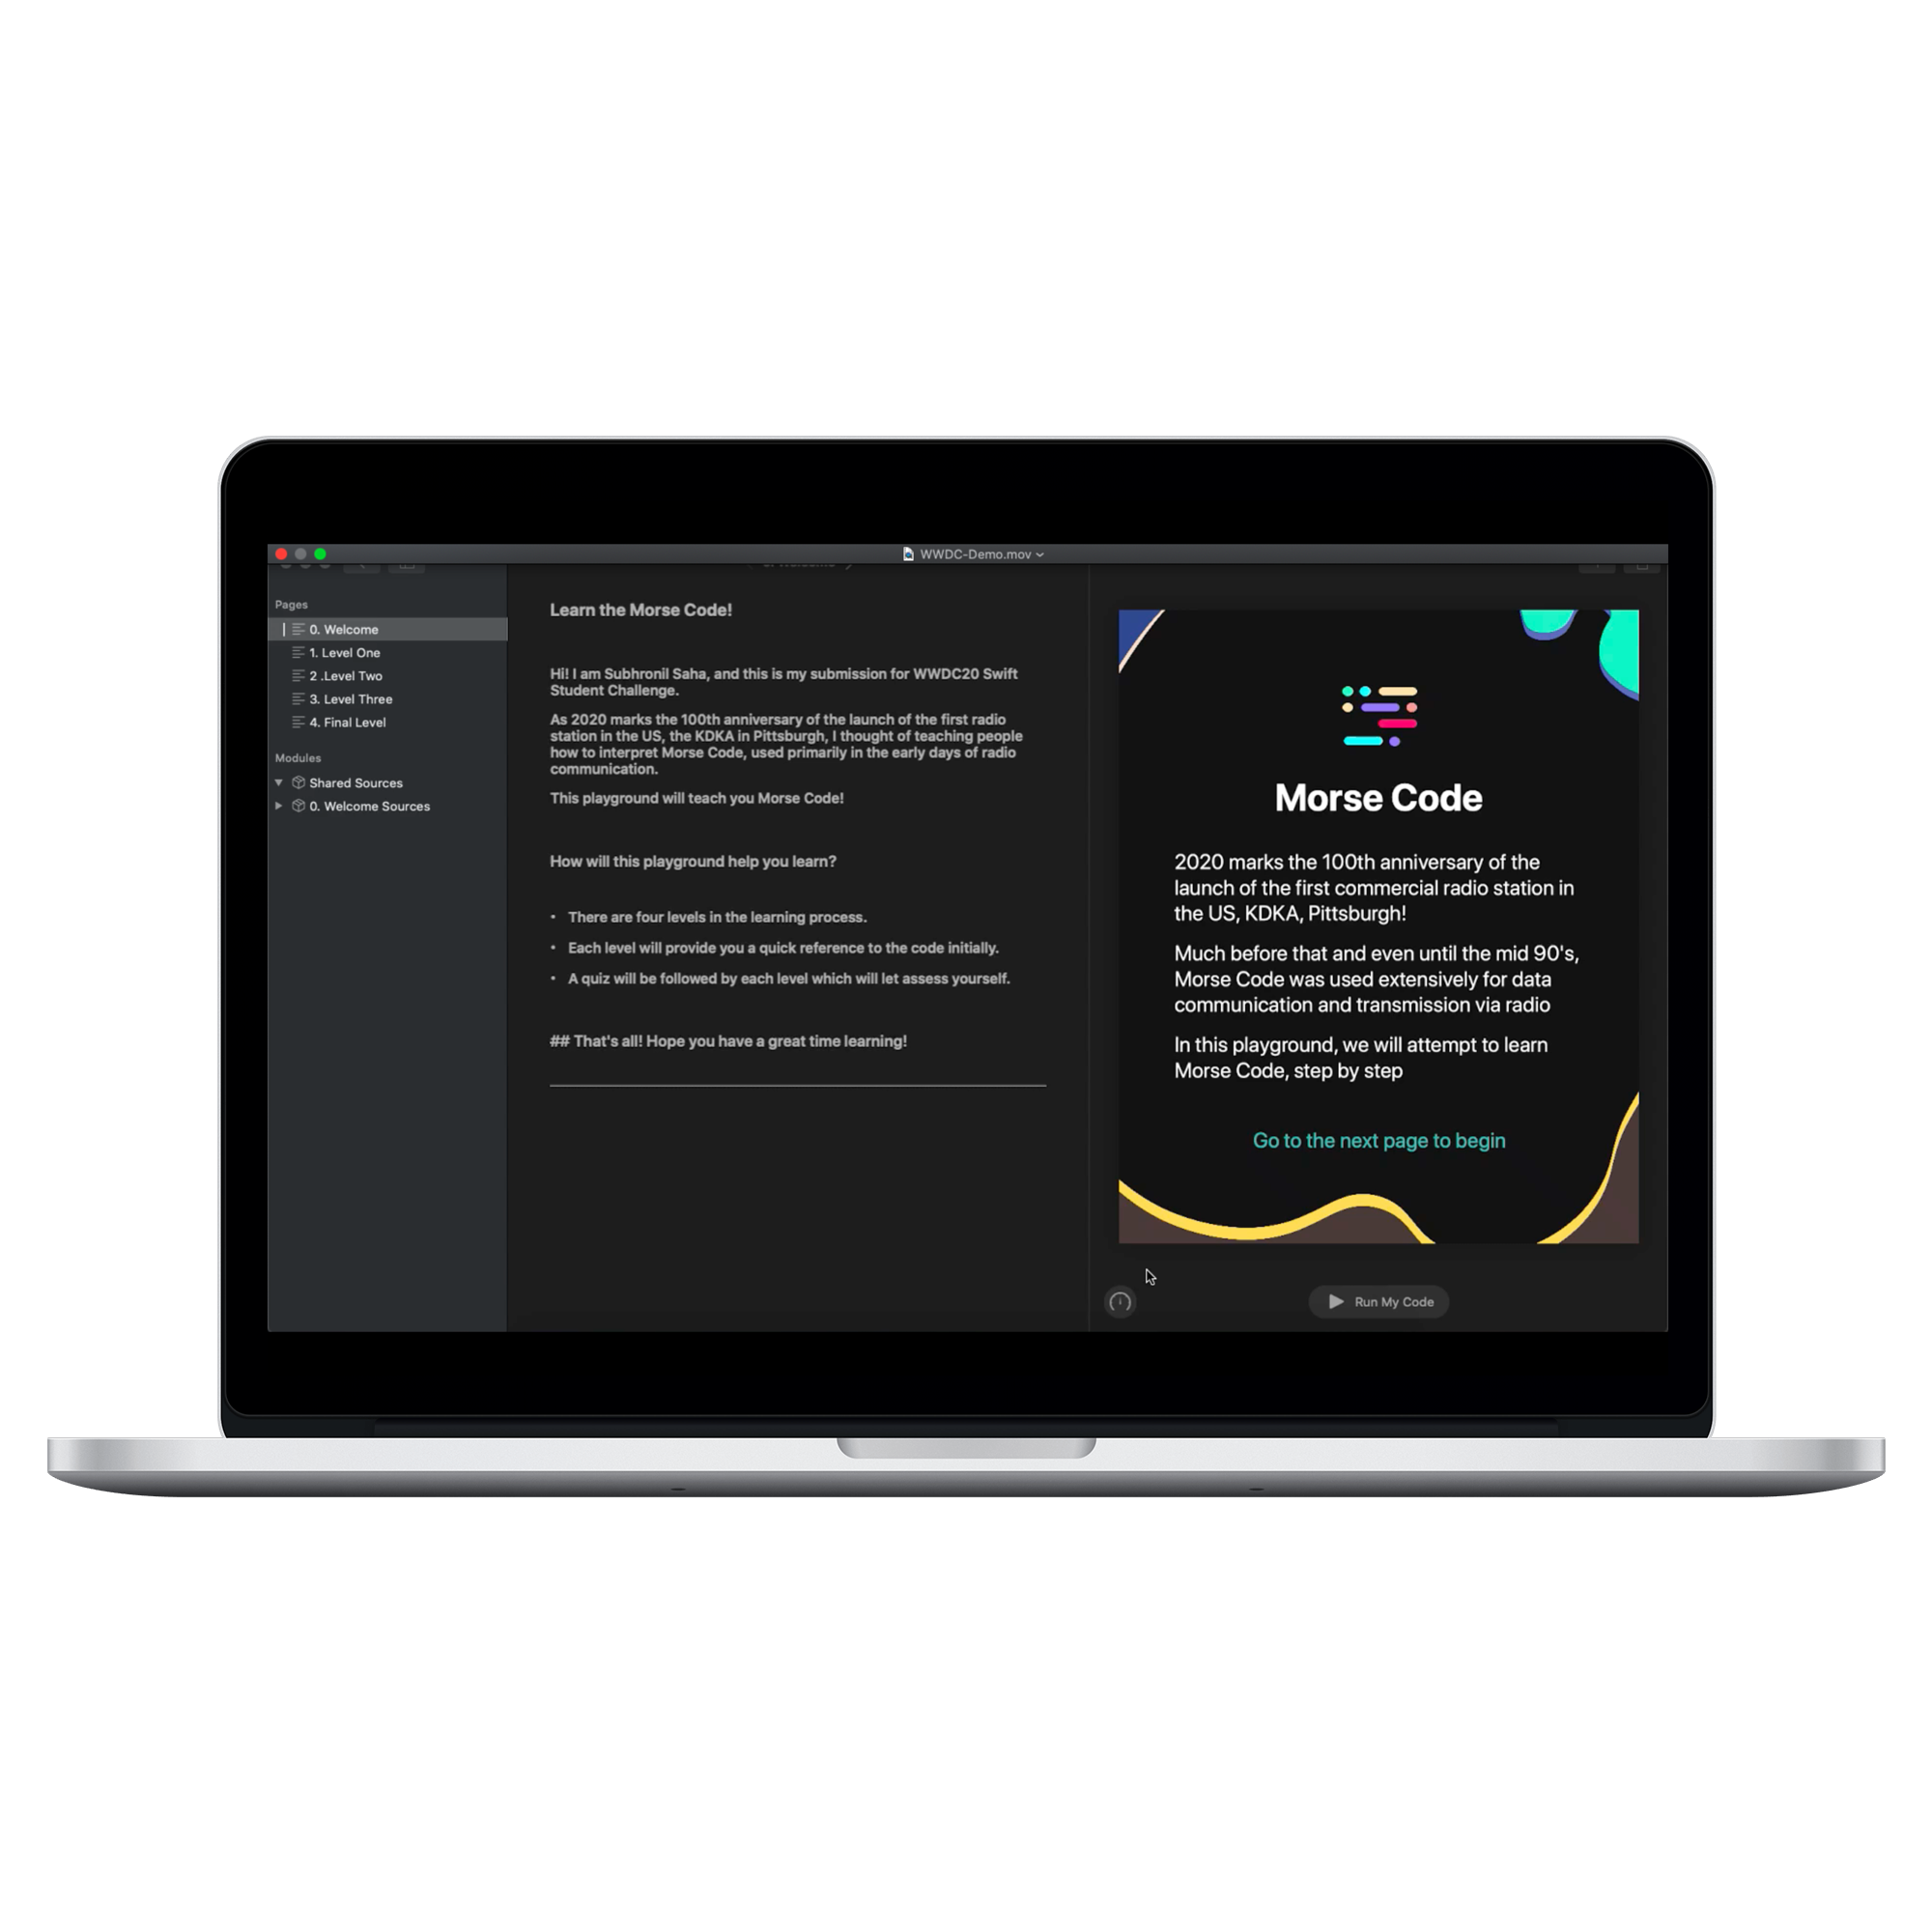 WWDC-Demo.mov
Pages
0. Welcome
1. Level One
2 .Level Two
3. Level Three
4. Final Level
Modules
Shared Sources
0. Welcome Sources
Learn the Morse Code!
Hi! I am Subhronil Saha, and this is my submission for WWDC20 Swift
Student Challenge.
As 2020 marks the 100th anniversary of the launch of the first radio
station in the US, the KDKA in Pittsburgh, I thought of teaching people
how to interpret Morse Code, used primarily in the early days of radio
communication.
This playground will teach you Morse Code!
How will this playground help you learn?
• There are four levels in the learning process.
• Each level will provide you a quick reference to the code initially.
• A quiz will be followed by each level which will let assess yourself.
## That's all! Hope you have a great time learning!
Morse Code
2020 marks the 100th anniversary of the
launch of the first commercial radio station in
the US, KDKA, Pittsburgh!
Much before that and even until the mid 90's,
Morse Code was used extensively for data
communication and transmission via radio
In this playground, we will attempt to learn
Morse Code, step by step
Go to the next page to begin
Run My Code